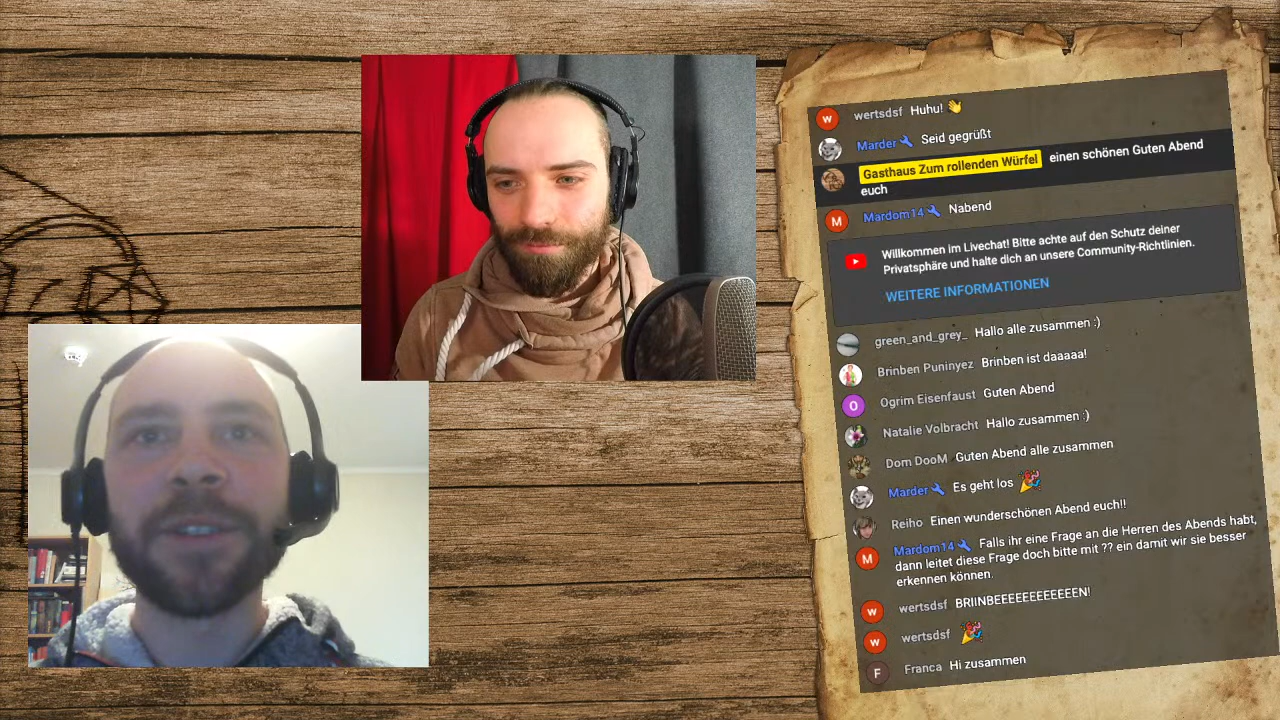 w wertsdsf Huhu! 👋
Marder Seid gegrüßt
Gasthaus Zum rollenden Würfel einen schönen Guten Abend
euch
M Mardom14 Nabend
Willkommen im Livechat! Bitte achte auf den Schutz deiner
Privatsphäre und halte dich an unsere Community-Richtlinien.
WEITERE INFORMATIONEN
green_and_grey_ Hallo alle zusammen :)
Brinben Puninyez Brinben ist daaaaa!
O Ogrim Eisenfaust Guten Abend
Natalie Volbracht Hallo zusammen :)
Dom DooM Guten Abend alle zusammen
Marder Es geht los 🎉
Reiho Einen wunderschönen Abend euch!!
M Mardom14 Falls ihr eine Frage an die Herren des Abends habt,
dann leitet diese Frage doch bitte mit ?? ein damit wir sie besser
erkennen können.
w wertsdsf BRIINBEEEEEEEEEEEN!
w wertsdsf 🎉
F Franca Hi zusammen